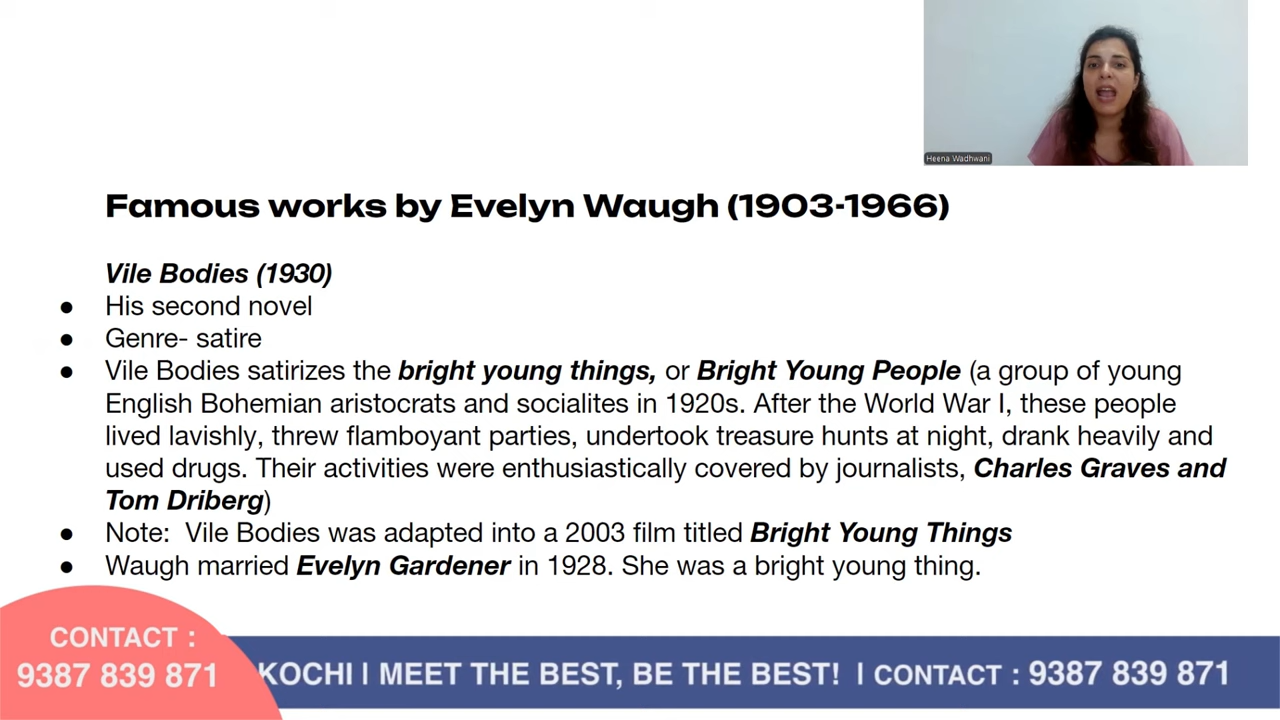 Heena Wadhwani
Famous works by Evelyn Waugh (1903-1966)
Vile Bodies (1930)
● His second novel
● Genre- satire
● Vile Bodies satirizes the bright young things, or Bright Young People (a group of young
English Bohemian aristocrats and socialites in 1920s. After the World War I, these people
lived lavishly, threw flamboyant parties, undertook treasure hunts at night, drank heavily and
used drugs. Their activities were enthusiastically covered by journalists, Charles Graves and
Tom Driberg)
● Note:  Vile Bodies was adapted into a 2003 film titled Bright Young Things
● Waugh married Evelyn Gardener in 1928. She was a bright young thing.
CONTACT :
9387 839 871
KOCHI | MEET THE BEST, BE THE BEST! | CONTACT : 9387 839 871